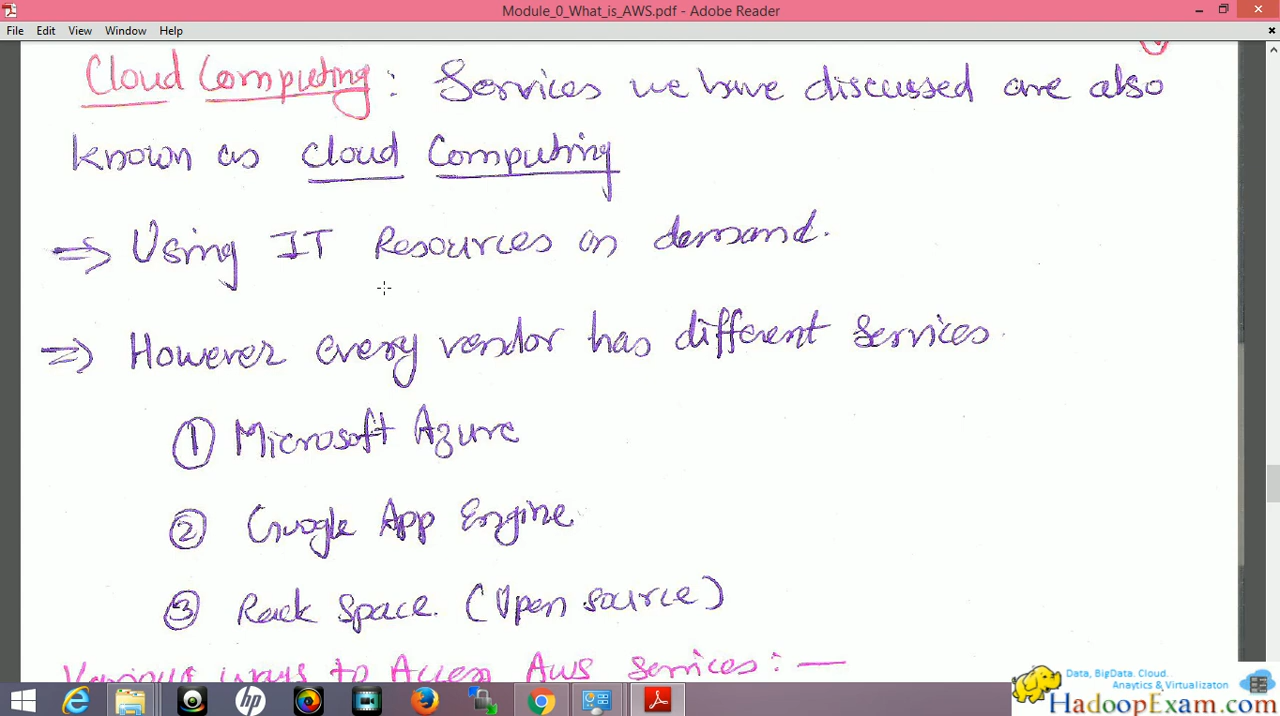 Module_0_What_is_AWS.pdf - Adobe Reader
File Edit View Window Help
Cloud Computing : Services we have discussed are also
known as Cloud Computing
⇒ Using IT Resources on demand.
⇒ However every vendor has different services.
① Microsoft Azure
② Google App Engine.
③ Rack Space. (Open source)
Various ways to Access Aws services : —
Data, BigData. Cloud.
Anaytics & Virtualizaton
HadoopExam.com